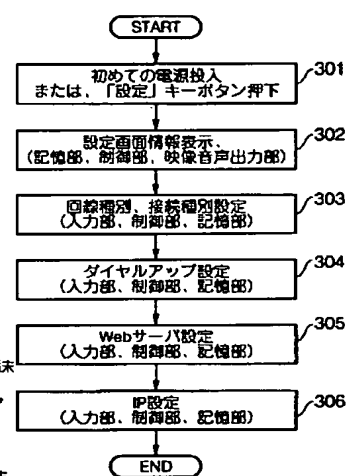 START
初めての電源投入
または、「設定」キーボタン押下
301
設定画面情報表示、
(記憶部、制御部、映像音声出力部)
302
回線種別、接続種別設定
(入力部、制御部、記憶部)
303
ダイヤルアップ設定
(入力部、制御部、記憶部)
304
Webサーバ設定
(入力部、制御部、記憶部)
305
末
IP設定
(入力部、制御部、記憶部)
306
END